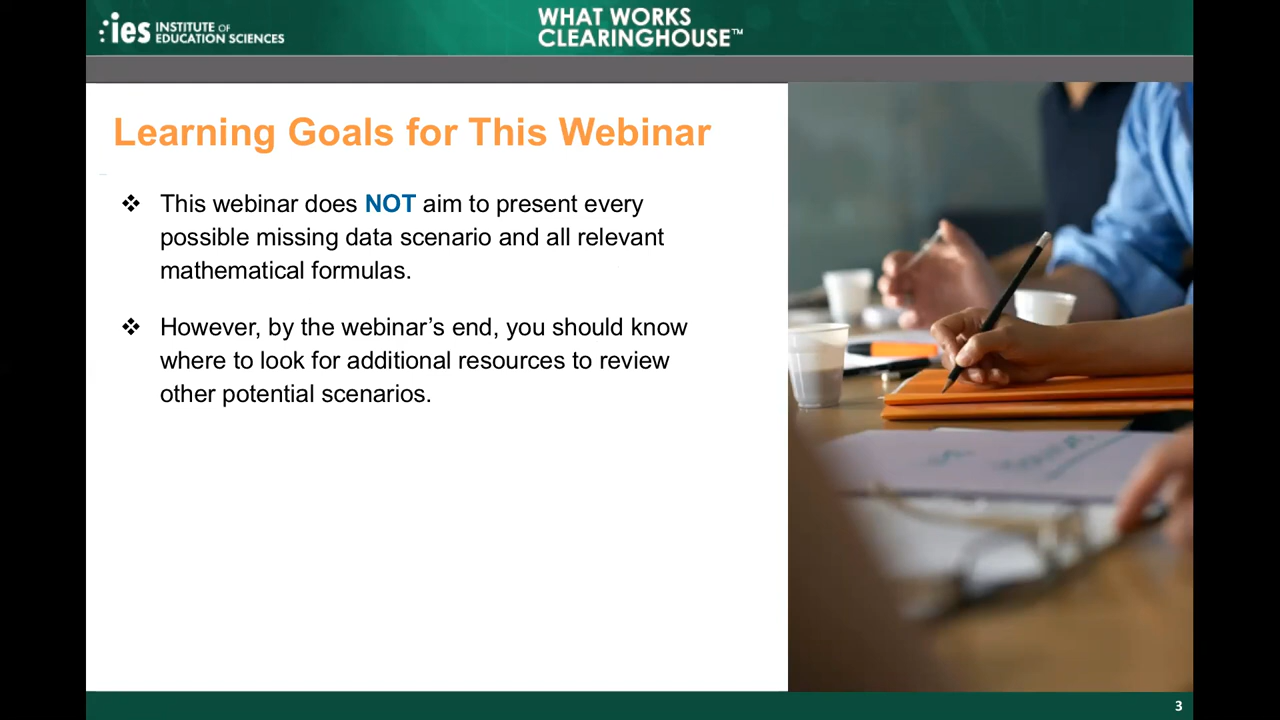 ies INSTITUTE OF
EDUCATION SCIENCES
WHAT WORKS
CLEARINGHOUSE™
Learning Goals for This Webinar
❖ This webinar does NOT aim to present every
possible missing data scenario and all relevant
mathematical formulas.
❖ However, by the webinar’s end, you should know
where to look for additional resources to review
other potential scenarios.
3